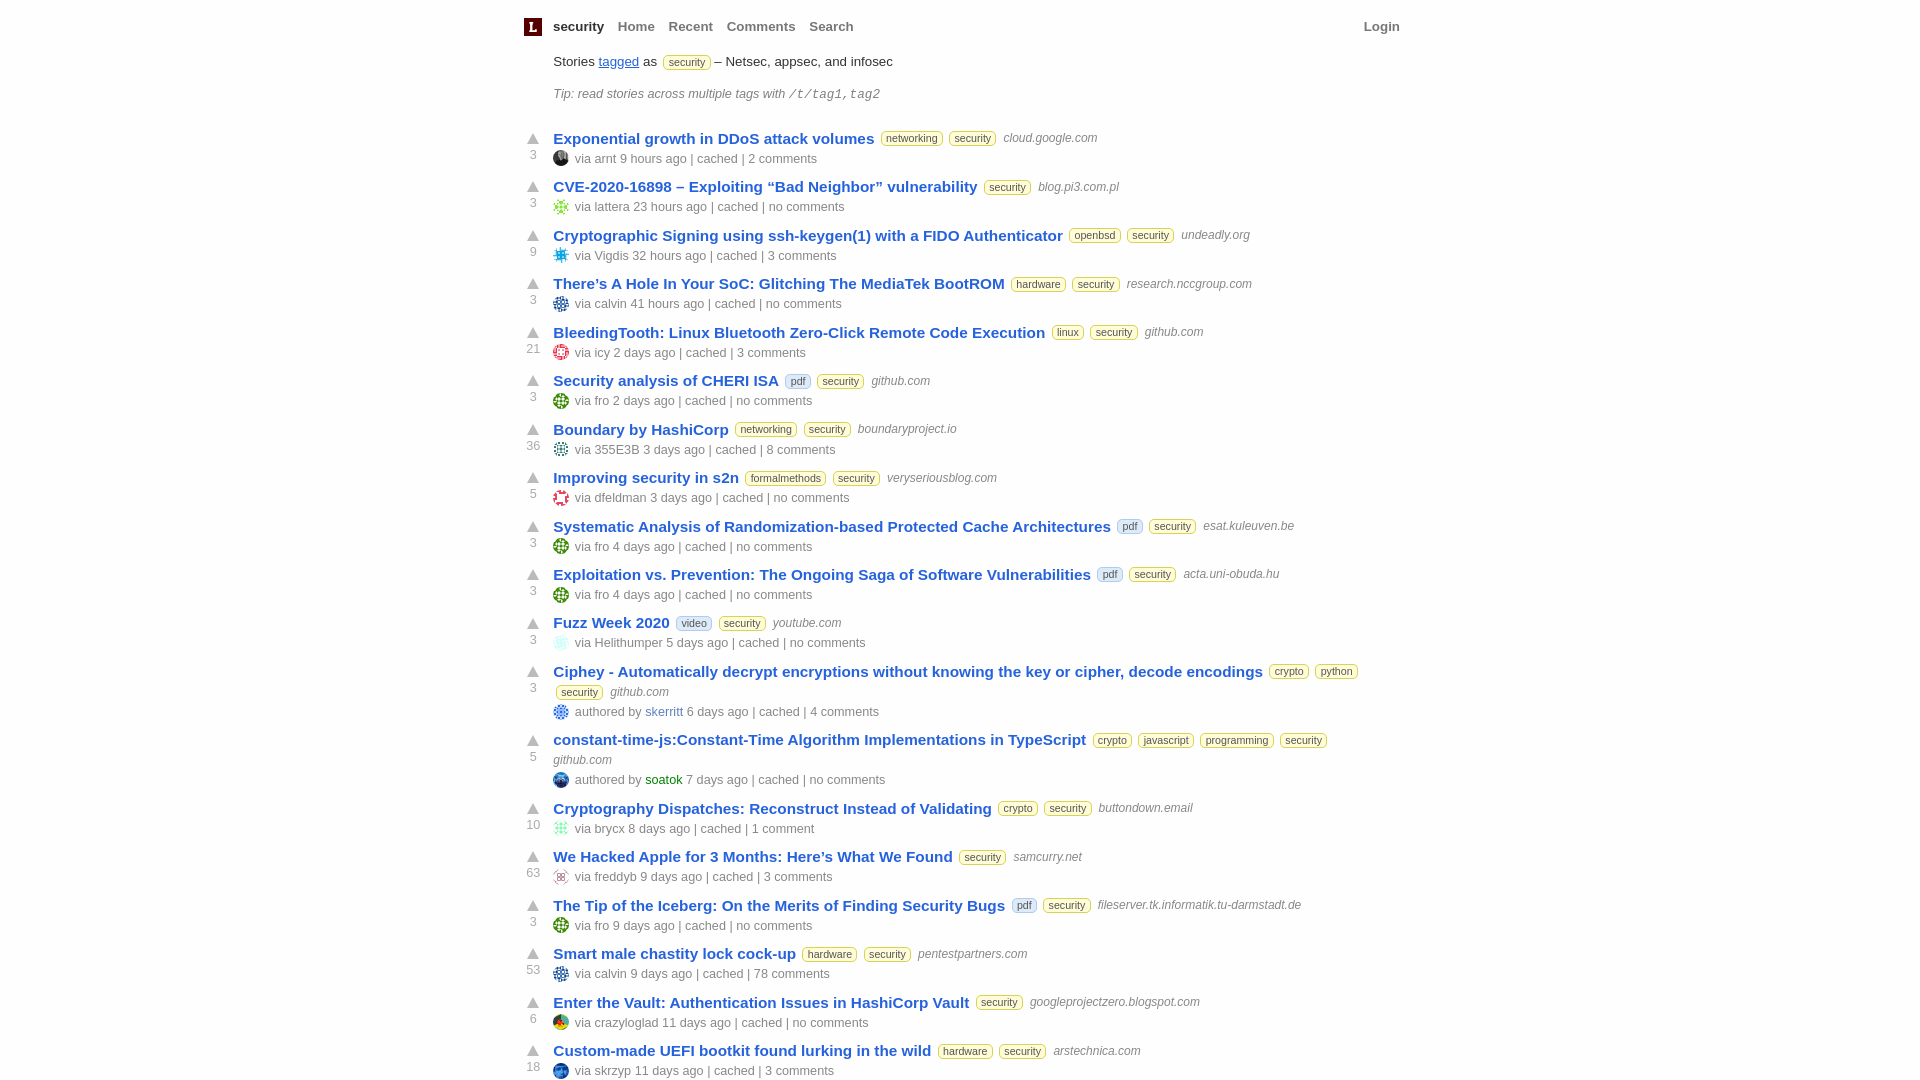 L security Home Recent Comments Search Login
Stories tagged as security – Netsec, appsec, and infosec
Tip: read stories across multiple tags with /t/tag1,tag2
Exponential growth in DDoS attack volumes networking security cloud.google.com
3 via arnt 9 hours ago | cached | 2 comments
CVE-2020-16898 – Exploiting “Bad Neighbor” vulnerability security blog.pi3.com.pl
3 via lattera 23 hours ago | cached | no comments
Cryptographic Signing using ssh-keygen(1) with a FIDO Authenticator openbsd security undeadly.org
9 via Vigdis 32 hours ago | cached | 3 comments
There’s A Hole In Your SoC: Glitching The MediaTek BootROM hardware security research.nccgroup.com
3 via calvin 41 hours ago | cached | no comments
BleedingTooth: Linux Bluetooth Zero-Click Remote Code Execution linux security github.com
21 via icy 2 days ago | cached | 3 comments
Security analysis of CHERI ISA pdf security github.com
3 via fro 2 days ago | cached | no comments
Boundary by HashiCorp networking security boundaryproject.io
36 via 355E3B 3 days ago | cached | 8 comments
Improving security in s2n formalmethods security veryseriousblog.com
5 via dfeldman 3 days ago | cached | no comments
Systematic Analysis of Randomization-based Protected Cache Architectures pdf security esat.kuleuven.be
3 via fro 4 days ago | cached | no comments
Exploitation vs. Prevention: The Ongoing Saga of Software Vulnerabilities pdf security acta.uni-obuda.hu
3 via fro 4 days ago | cached | no comments
Fuzz Week 2020 video security youtube.com
3 via Helithumper 5 days ago | cached | no comments
Ciphey - Automatically decrypt encryptions without knowing the key or cipher, decode encodings crypto python
3 security github.com
authored by skerritt 6 days ago | cached | 4 comments
constant-time-js:Constant-Time Algorithm Implementations in TypeScript crypto javascript programming security
5 github.com
authored by soatok 7 days ago | cached | no comments
Cryptography Dispatches: Reconstruct Instead of Validating crypto security buttondown.email
10 via brycx 8 days ago | cached | 1 comment
We Hacked Apple for 3 Months: Here’s What We Found security samcurry.net
63 via freddyb 9 days ago | cached | 3 comments
The Tip of the Iceberg: On the Merits of Finding Security Bugs pdf security fileserver.tk.informatik.tu-darmstadt.de
3 via fro 9 days ago | cached | no comments
Smart male chastity lock cock-up hardware security pentestpartners.com
53 via calvin 9 days ago | cached | 78 comments
Enter the Vault: Authentication Issues in HashiCorp Vault security googleprojectzero.blogspot.com
6 via crazyloglad 11 days ago | cached | no comments
Custom-made UEFI bootkit found lurking in the wild hardware security arstechnica.com
18 via skrzyp 11 days ago | cached | 3 comments